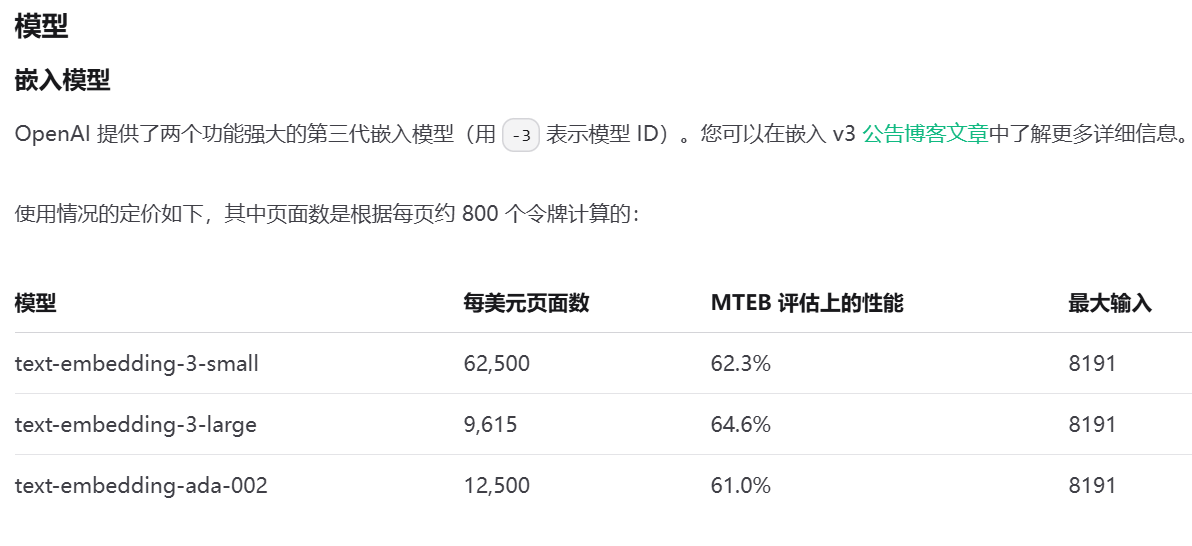 模型
嵌入模型
OpenAI 提供了两个功能强大的第三代嵌入模型（用 -3 表示模型 ID）。您可以在嵌入 v3 公告博客文章中了解更多详细信息。
使用情况的定价如下，其中页面数是根据每页约 800 个令牌计算的：
模型 每美元页面数 MTEB 评估上的性能 最大输入
text-embedding-3-small 62,500 62.3% 8191
text-embedding-3-large 9,615 64.6% 8191
text-embedding-ada-002 12,500 61.0% 8191